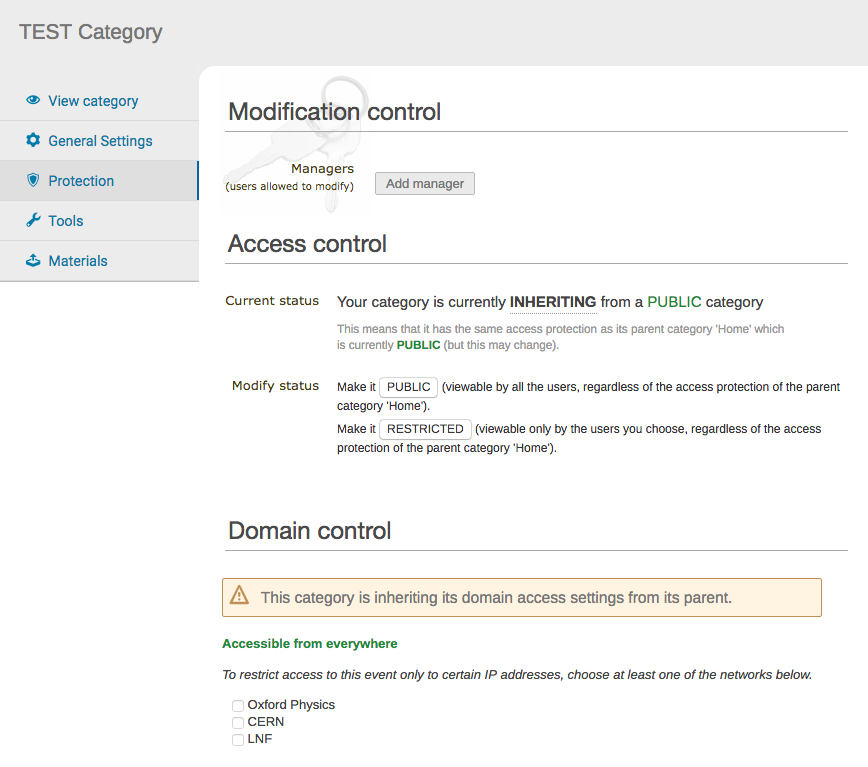 TEST Category
View category
General Settings
Protection
Tools
Materials
Modification control
Managers
(users allowed to modify)
Add manager
Access control
Current status
Your category is currently INHERITING from a PUBLIC category
This means that it has the same access protection as its parent category 'Home' which
is currently PUBLIC (but this may change).
Modify status
Make it PUBLIC (viewable by all the users, regardless of the access protection of the parent
category 'Home').
Make it RESTRICTED (viewable only by the users you choose, regardless of the access
protection of the parent category 'Home').
Domain control
This category is inheriting its domain access settings from its parent.
Accessible from everywhere
To restrict access to this event only to certain IP addresses, choose at least one of the networks below.
Oxford Physics
CERN
LNF